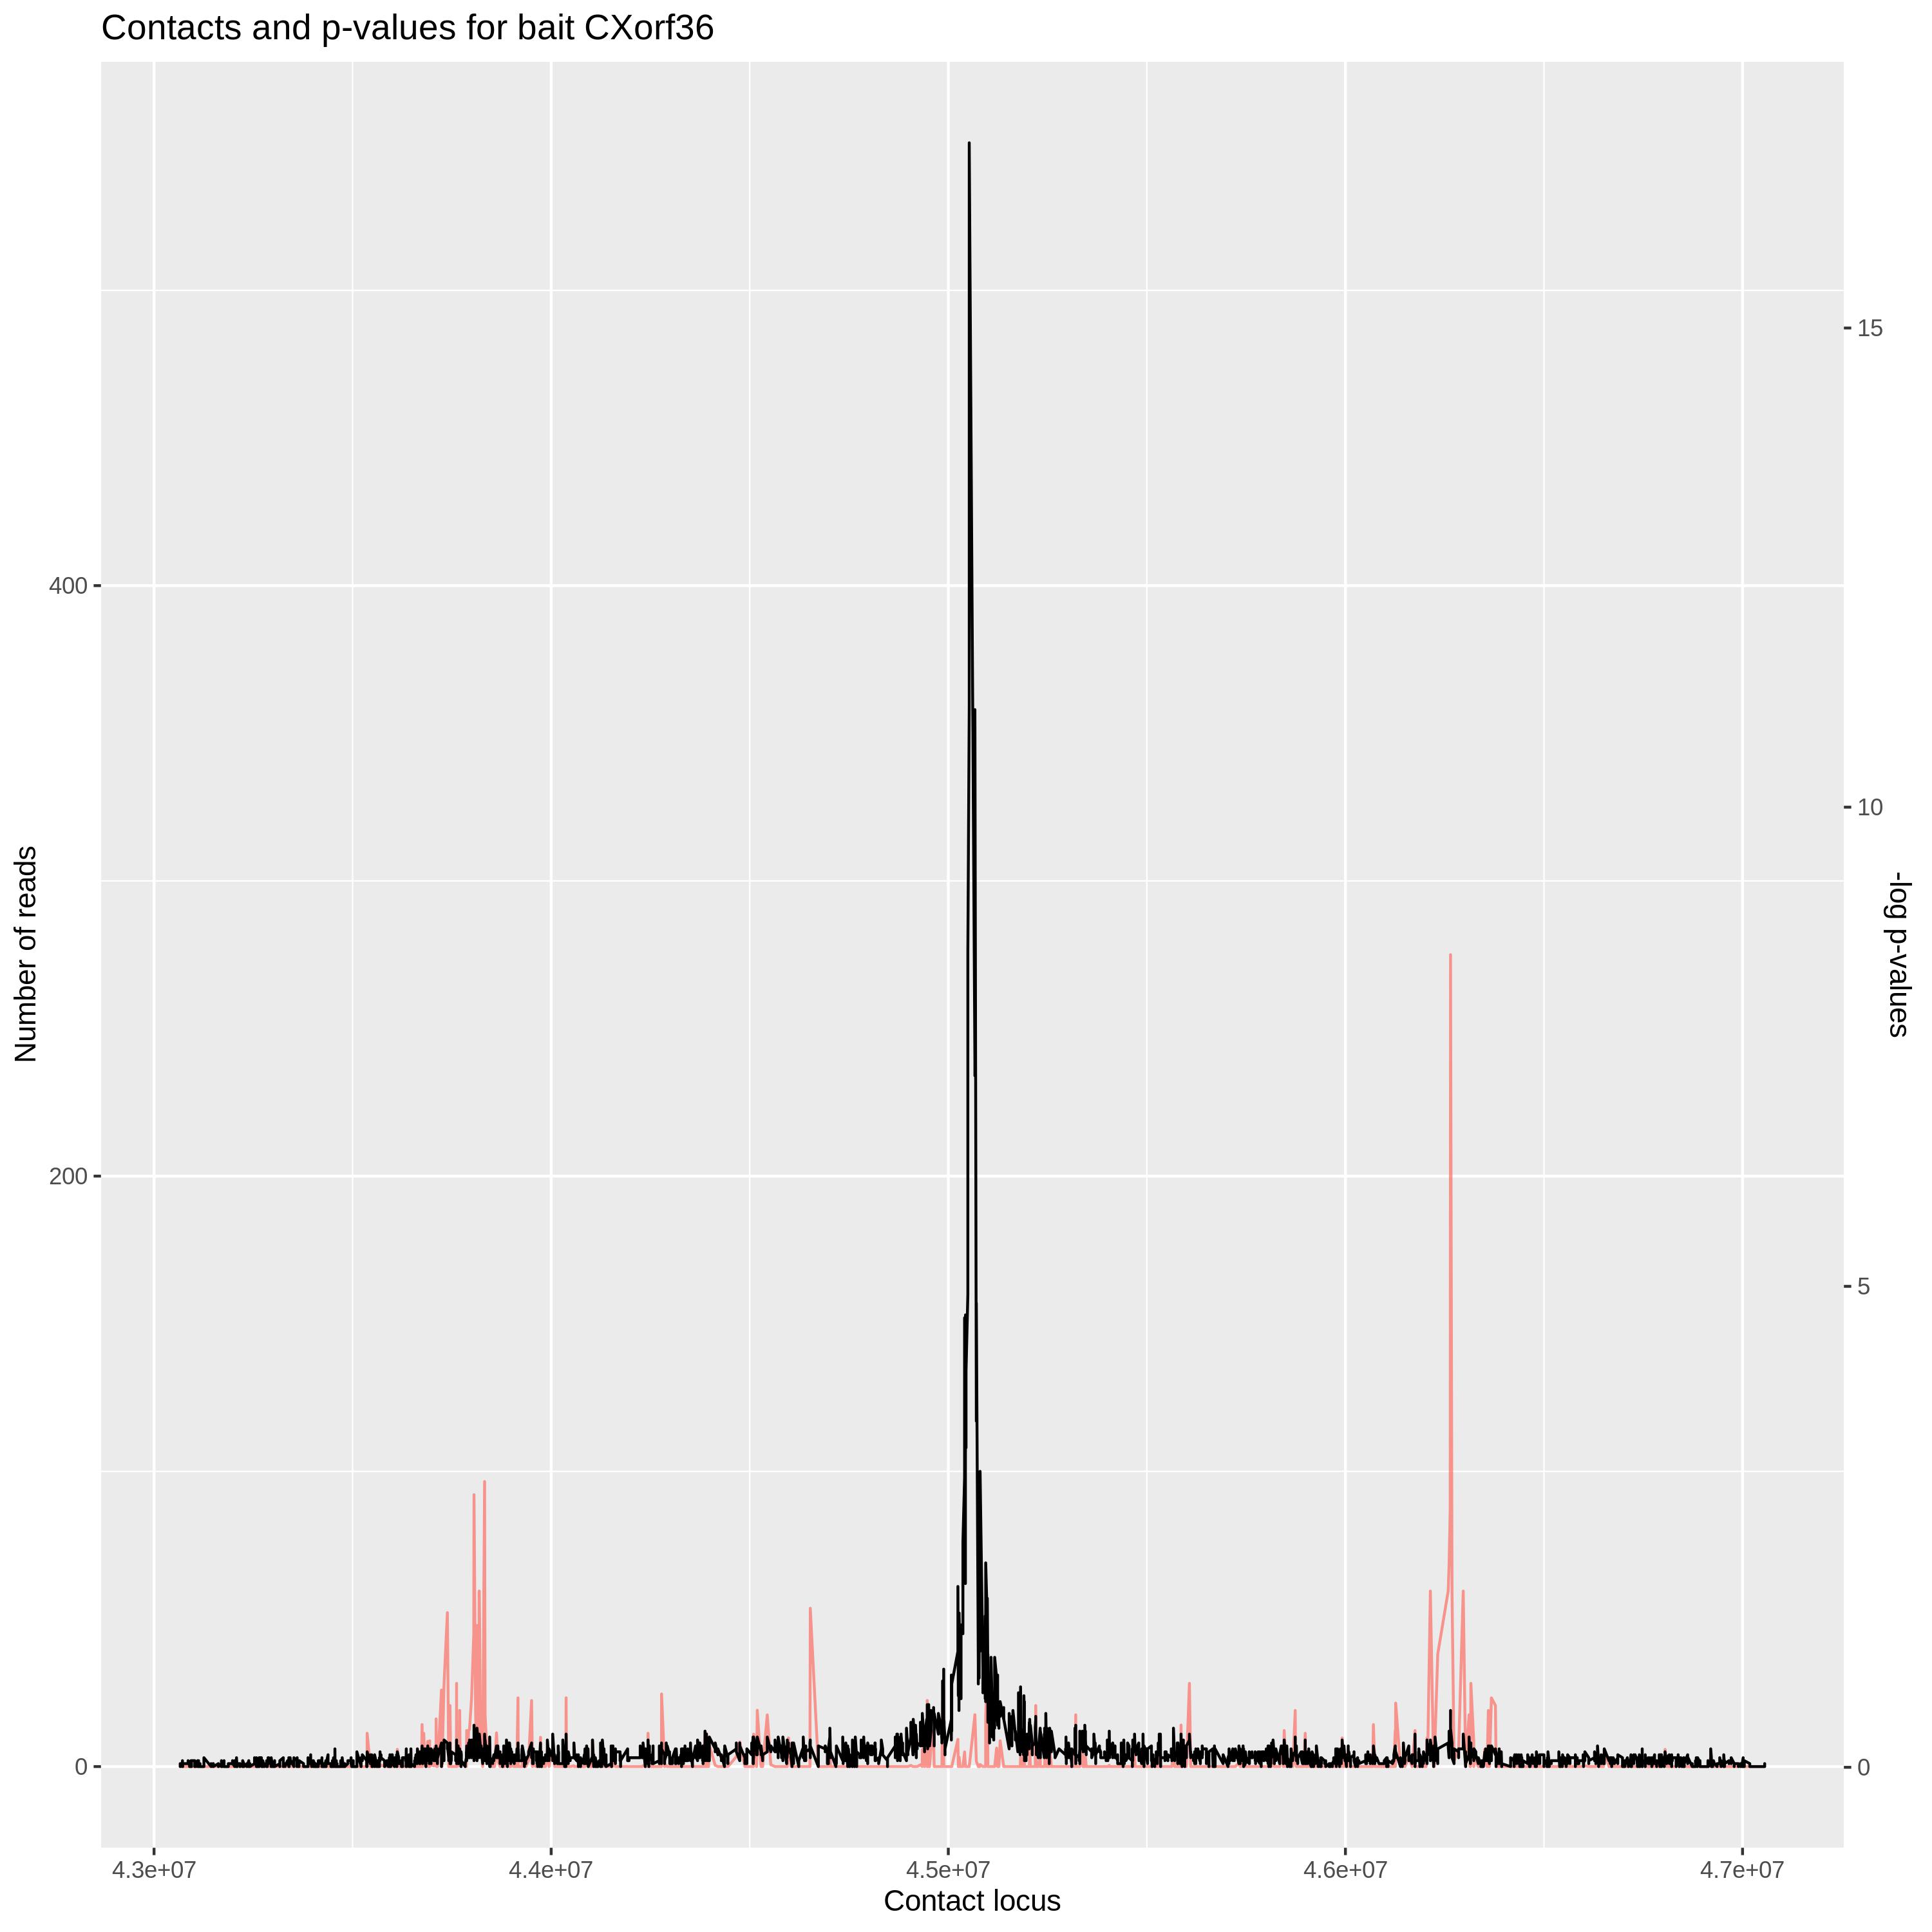 Contacts and p-values for bait CXorf36
Number of reads
400
200
0
15
10
5
0
-log p-values
4.3e+07
4.4e+07
4.5e+07
4.6e+07
4.7e+07
Contact locus